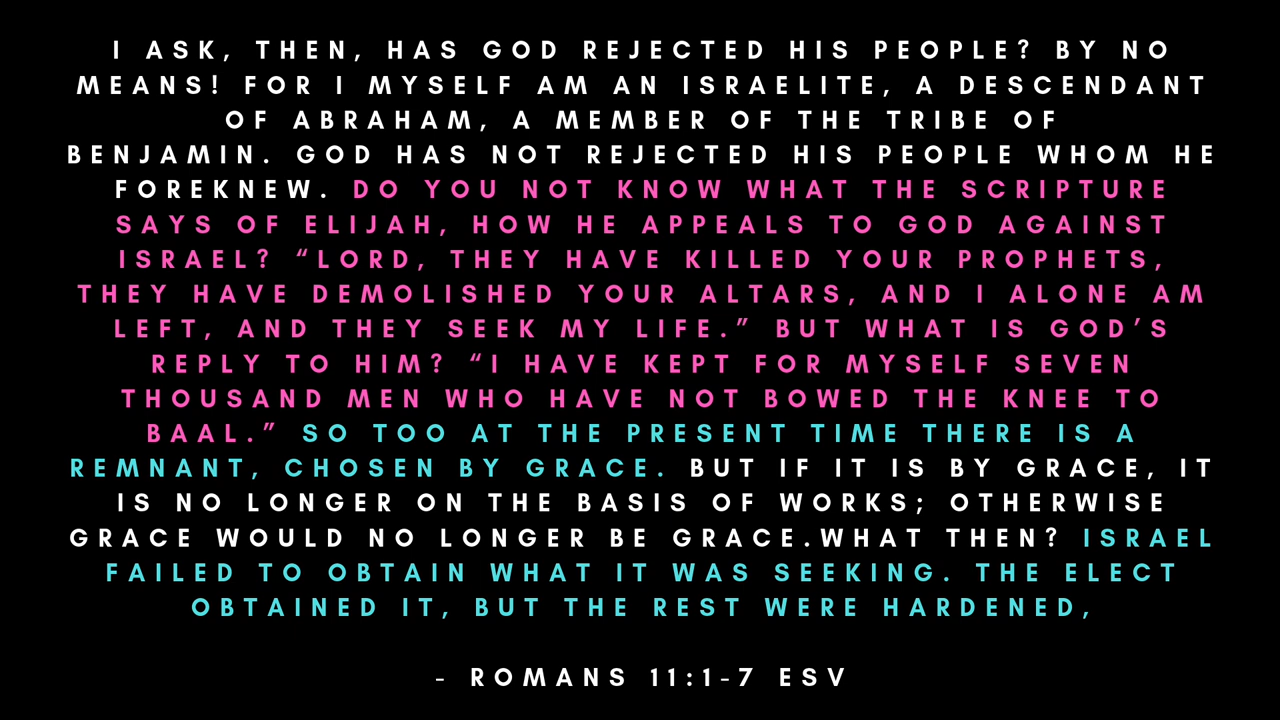 I ASK, THEN, HAS GOD REJECTED HIS PEOPLE? BY NO
MEANS! FOR I MYSELF AM AN ISRAELITE, A DESCENDANT
OF ABRAHAM, A MEMBER OF THE TRIBE OF
BENJAMIN. GOD HAS NOT REJECTED HIS PEOPLE WHOM HE
FOREKNEW. DO YOU NOT KNOW WHAT THE SCRIPTURE
SAYS OF ELIJAH, HOW HE APPEALS TO GOD AGAINST
ISRAEL? “LORD, THEY HAVE KILLED YOUR PROPHETS,
THEY HAVE DEMOLISHED YOUR ALTARS, AND I ALONE AM
LEFT, AND THEY SEEK MY LIFE.” BUT WHAT IS GOD’S
REPLY TO HIM? “I HAVE KEPT FOR MYSELF SEVEN
THOUSAND MEN WHO HAVE NOT BOWED THE KNEE TO
BAAL.” SO TOO AT THE PRESENT TIME THERE IS A
REMNANT, CHOSEN BY GRACE. BUT IF IT IS BY GRACE, IT
IS NO LONGER ON THE BASIS OF WORKS; OTHERWISE
GRACE WOULD NO LONGER BE GRACE.WHAT THEN? ISRAEL
FAILED TO OBTAIN WHAT IT WAS SEEKING. THE ELECT
OBTAINED IT, BUT THE REST WERE HARDENED,
- ROMANS 11:1-7 ESV